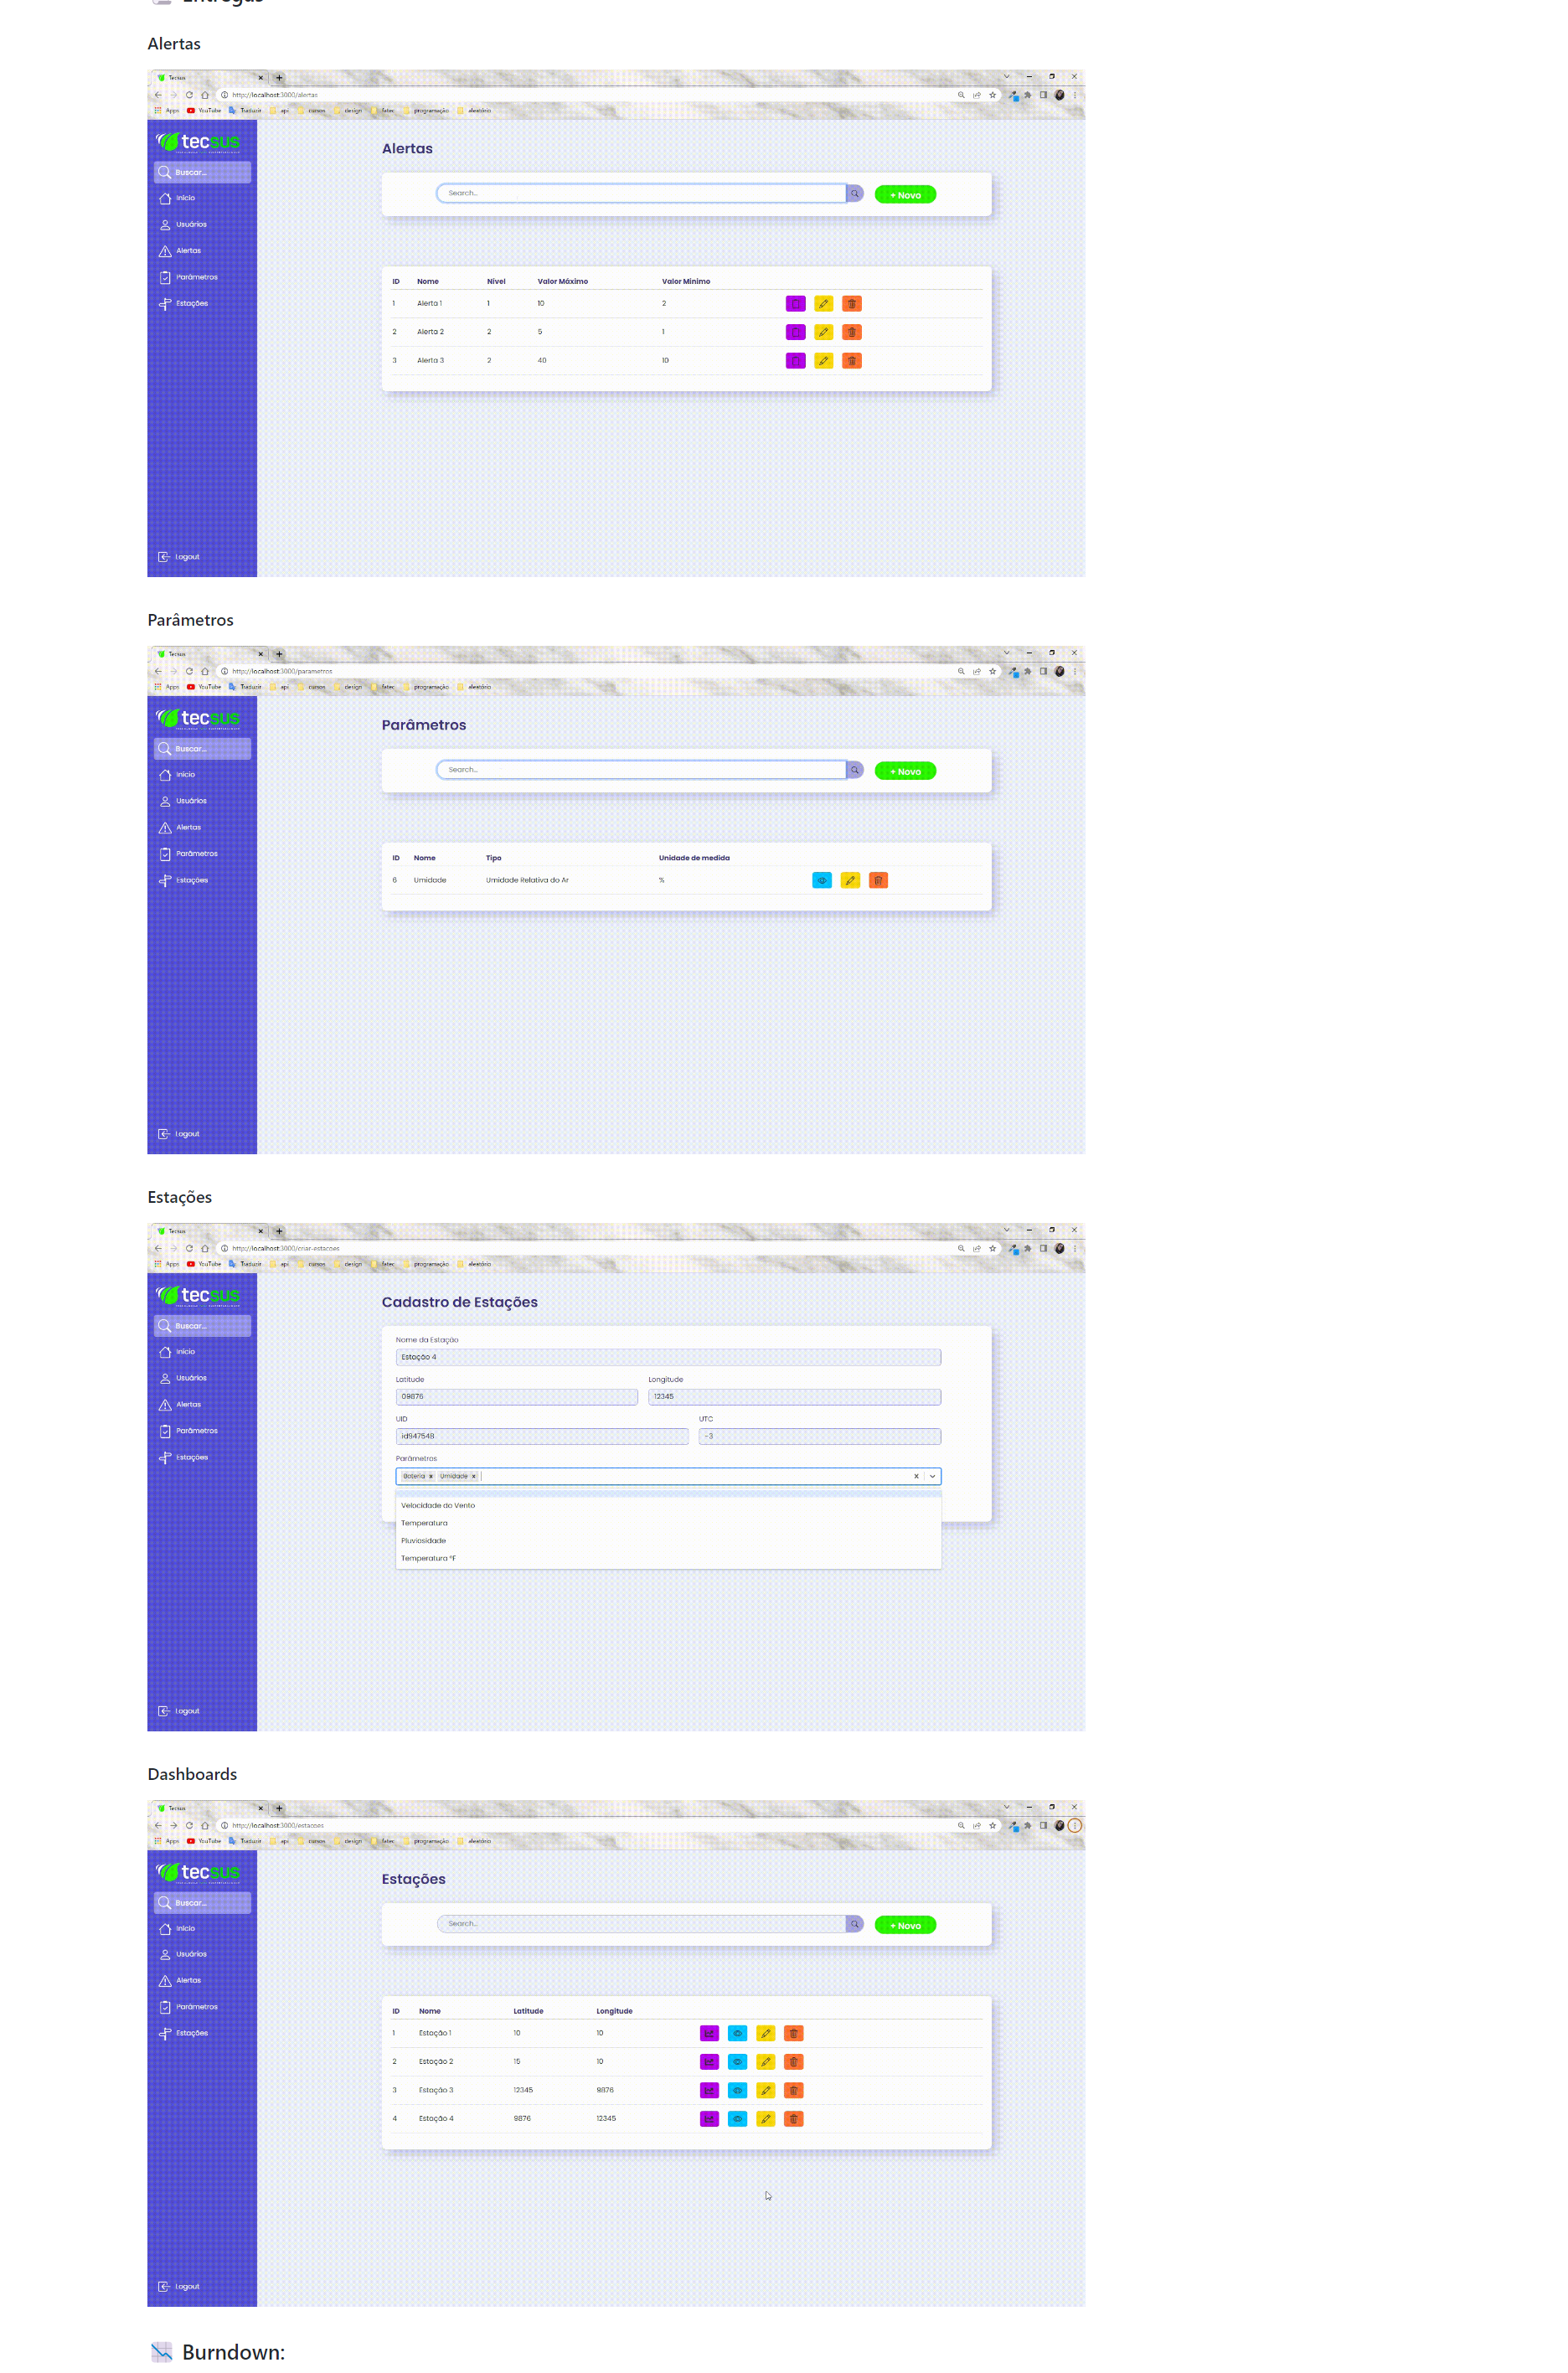 Entregas
Alertas
Tecsus
http://localhost:3000/alertas
Apps YouTube Traduzir api cursos design fatec programação aleatório
tecsus
Alertas
Buscar...
Search...
+ Novo
Início
Usuários
Alertas
Parâmetros
Estações
ID Nome Nível Valor Máximo Valor Mínimo
1 Alerta 1 1 10 2
2 Alerta 2 2 5 1
3 Alerta 3 2 40 10
Logout
Parâmetros
Tecsus
http://localhost:3000/parametros
Apps YouTube Traduzir api cursos design fatec programação aleatório
tecsus
Parâmetros
Buscar...
Search...
+ Novo
Início
Usuários
Alertas
Parâmetros
Estações
ID Nome Tipo Unidade de medida
6 Umidade Umidade Relativa do Ar %
Logout
Estações
Tecsus
http://localhost:3000/criar-estacoes
Apps YouTube Traduzir api cursos design fatec programação aleatório
tecsus
Cadastro de Estações
Buscar...
Início
Usuários
Alertas
Parâmetros
Estações
Nome da Estação
Estação 4
Latitude Longitude
09876 12345
UID UTC
id947548 -3
Parâmetros
Bateria Umidade
Velocidade do Vento
Temperatura
Pluviosidade
Temperatura °F
Logout
Dashboards
Tecsus
http://localhost:3000/estacoes
Apps YouTube Traduzir api cursos design fatec programação aleatório
tecsus
Estações
Buscar...
Search...
+ Novo
Início
Usuários
Alertas
Parâmetros
Estações
ID Nome Latitude Longitude
1 Estação 1 10 10
2 Estação 2 15 10
3 Estação 3 12345 9876
4 Estação 4 9876 12345
Logout
Burndown: